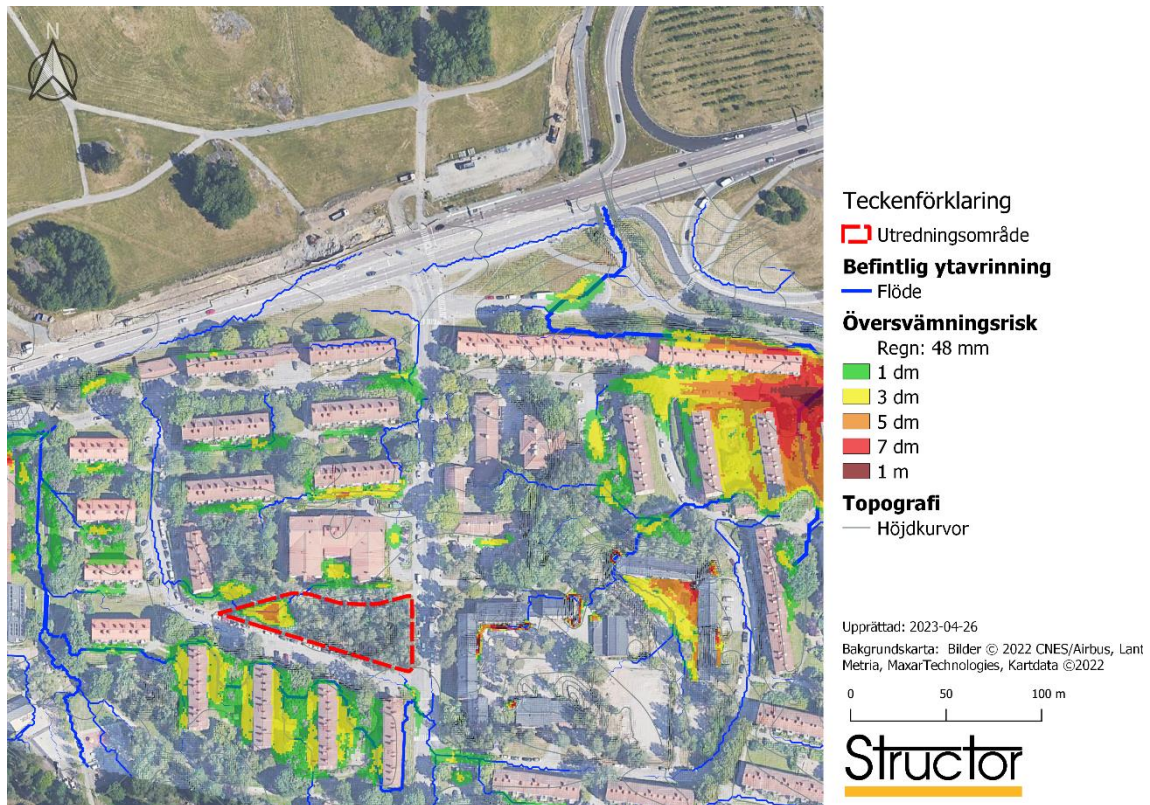 N
Teckenförklaring
Utredningsområde
Befintlig ytavrinning
Flöde
Översvämningsrisk
Regn: 48 mm
1 dm
3 dm
5 dm
7 dm
1 m
Topografi
Höjdkurvor
Upprättad: 2023-04-26
Bakgrundskarta: Bilder © 2022 CNES/Airbus, Lant
Metria, MaxarTechnologies, Kartdata ©2022
0 50 100 m
Structor